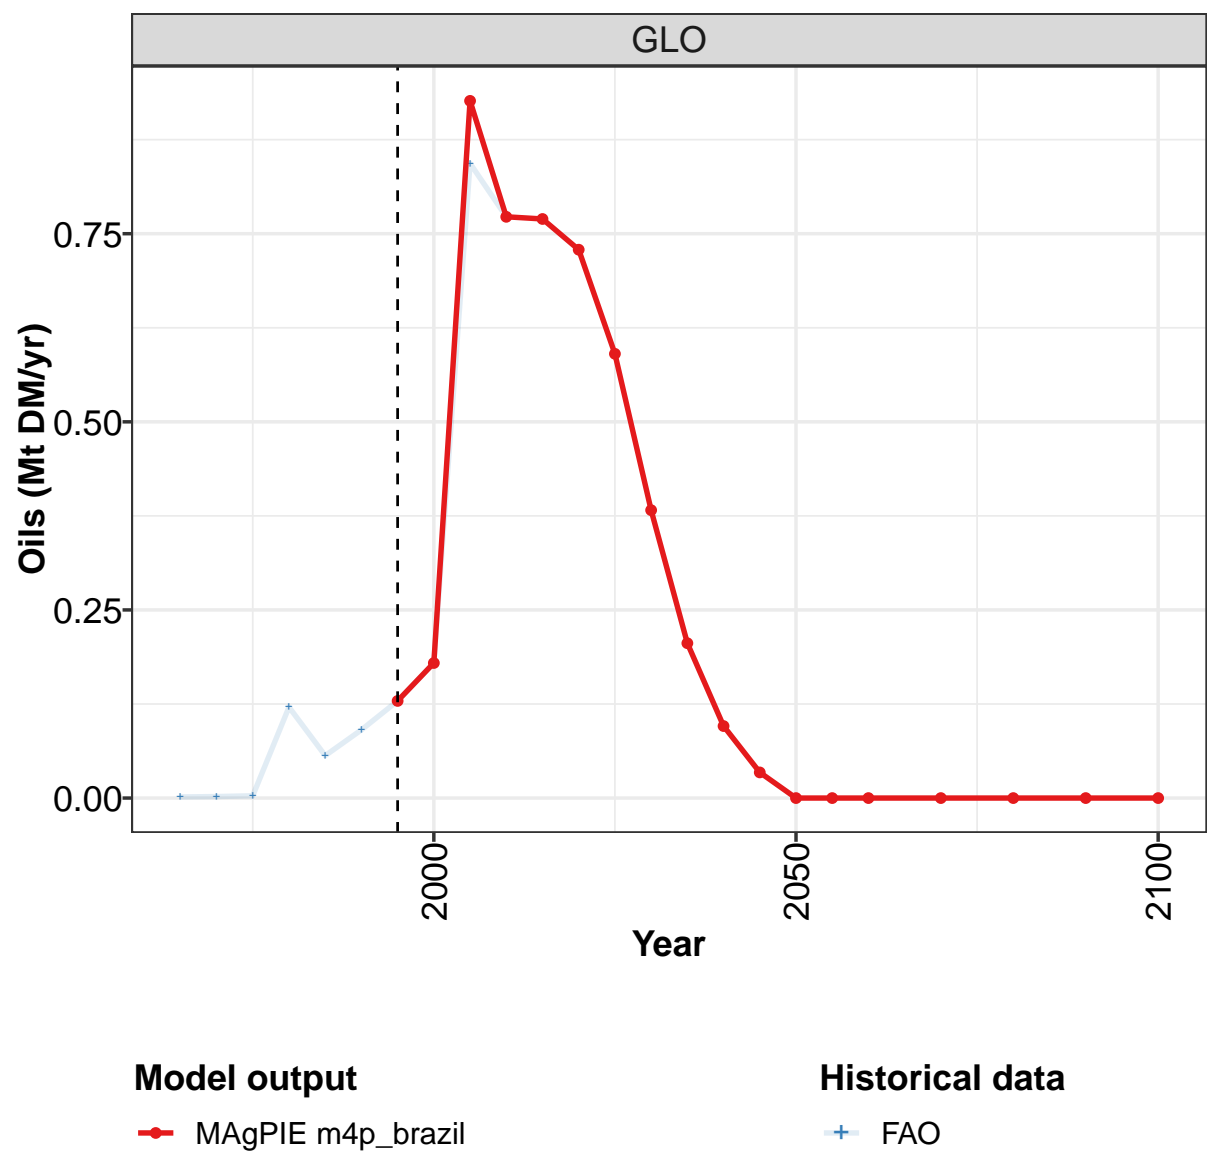 GLO
Oils (Mt DM/yr)
0.75
0.50
0.25
0.00
2000
2050
2100
Year
Model output
MAgPIE m4p_brazil
Historical data
FAO